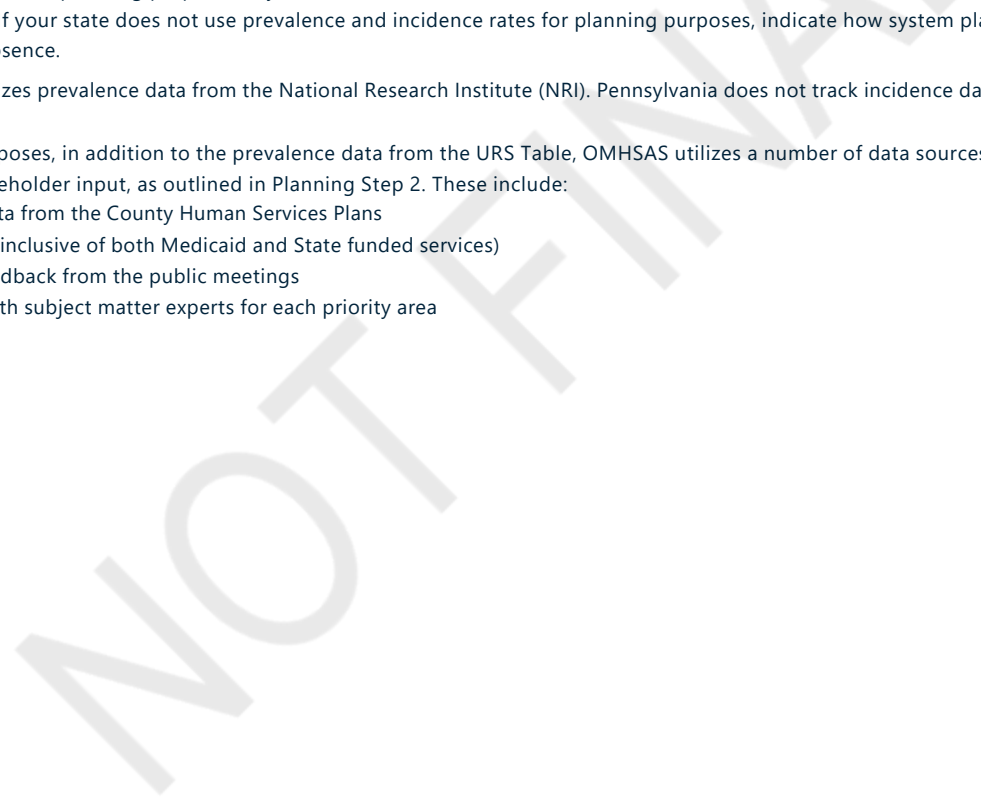 f your state does not use prevalence and incidence rates for planning purposes, indicate how system pla
sence.
zes prevalence data from the National Research Institute (NRI). Pennsylvania does not track incidence da
poses, in addition to the prevalence data from the URS Table, OMHSAS utilizes a number of data sources
eholder input, as outlined in Planning Step 2. These include:
ta from the County Human Services Plans
inclusive of both Medicaid and State funded services)
dback from the public meetings
th subject matter experts for each priority area
NOT FINA